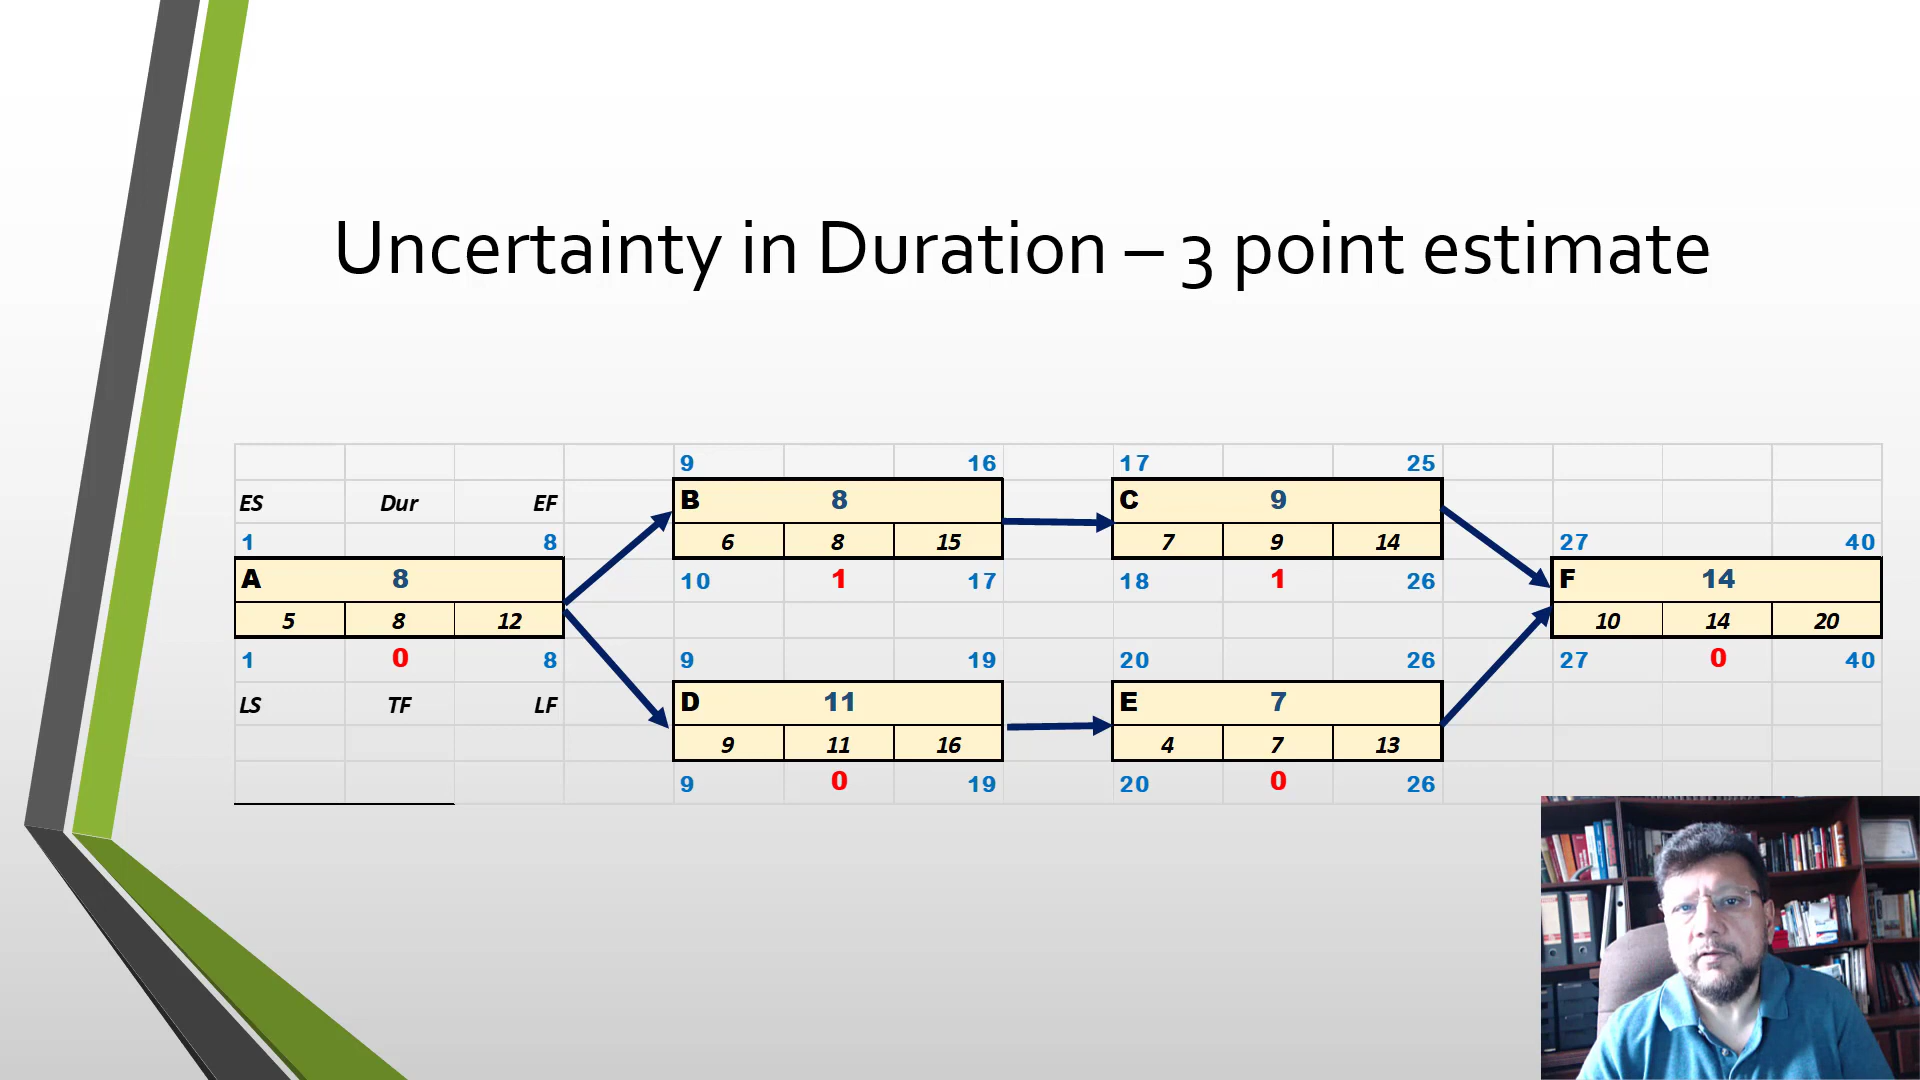 Uncertainty in Duration – 3 point estimate
9 16 17 25
ES Dur EF
B 8
C 9
1 8
6 8 15
7 9 14
27 40
A 8
10 1 17
18 1 26
F 14
5 8 12
10 14 20
1 0 8
9 19
20 26
27 0 40
LS TF LF
D 11
E 7
9 11 16
4 7 13
9 0 19
20 0 26